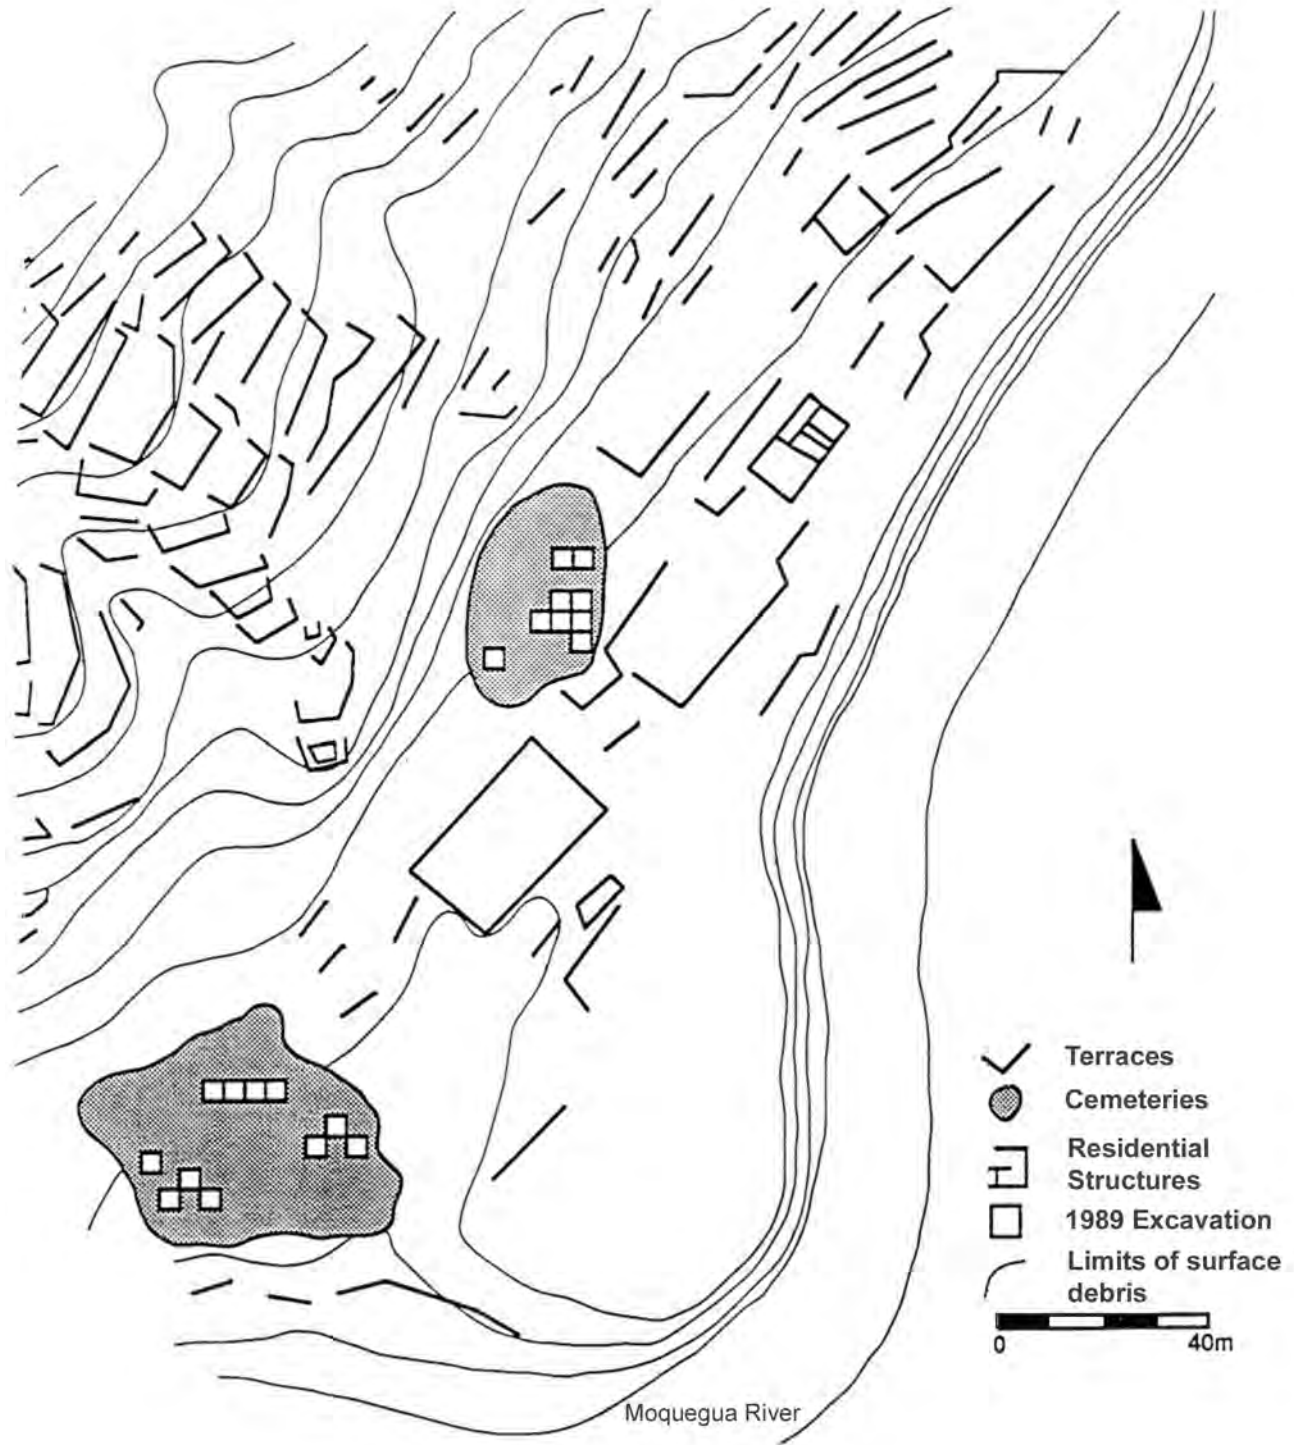 Terraces
Cemeteries
Residential
Structures
1989 Excavation
Limits of surface
debris
0 40m
Moquegua River